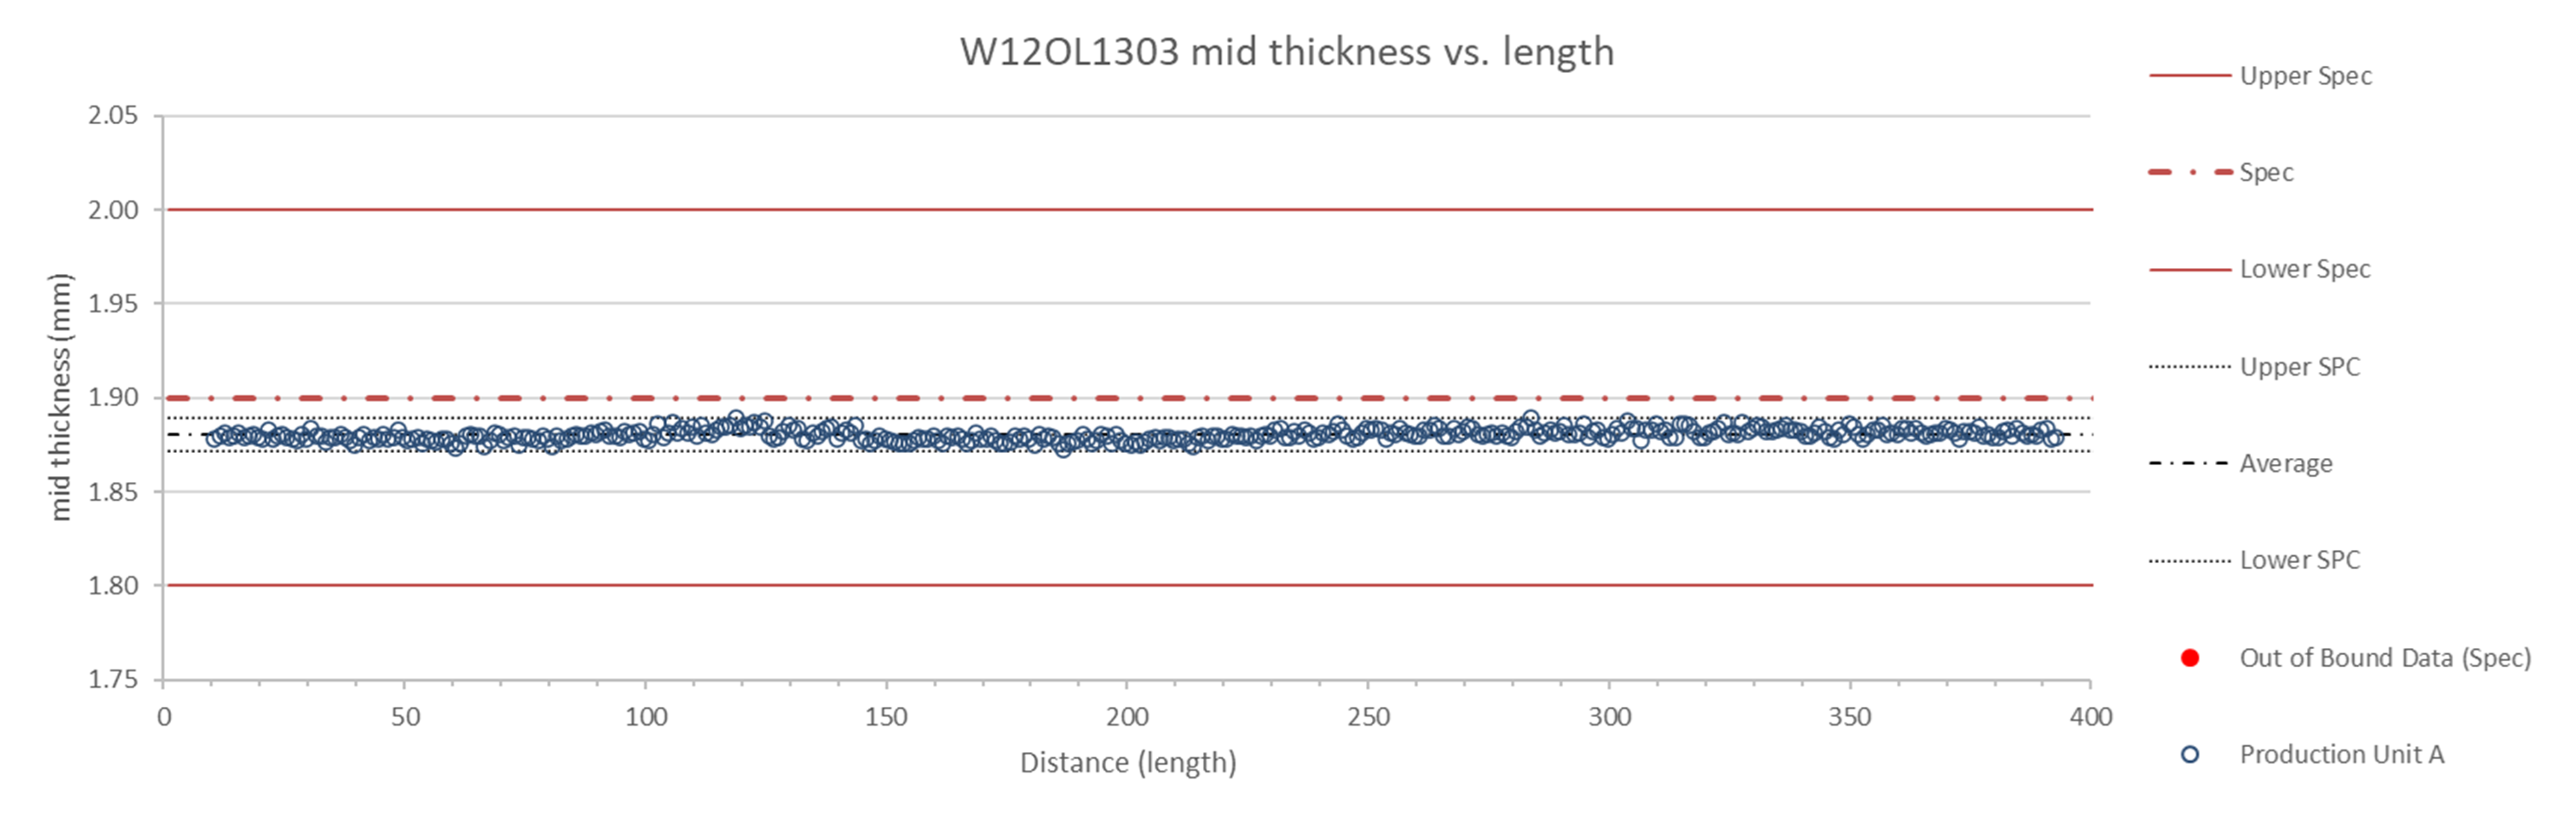 W12OL1303 mid thickness vs. length
2.05
2.00
1.95
1.90
1.85
1.80
1.75
mid thickness (mm)
0 50 100 150 200 250 300 350 400
Distance (length)
Upper Spec
Spec
Lower Spec
Upper SPC
Average
Lower SPC
Out of Bound Data (Spec)
Production Unit A